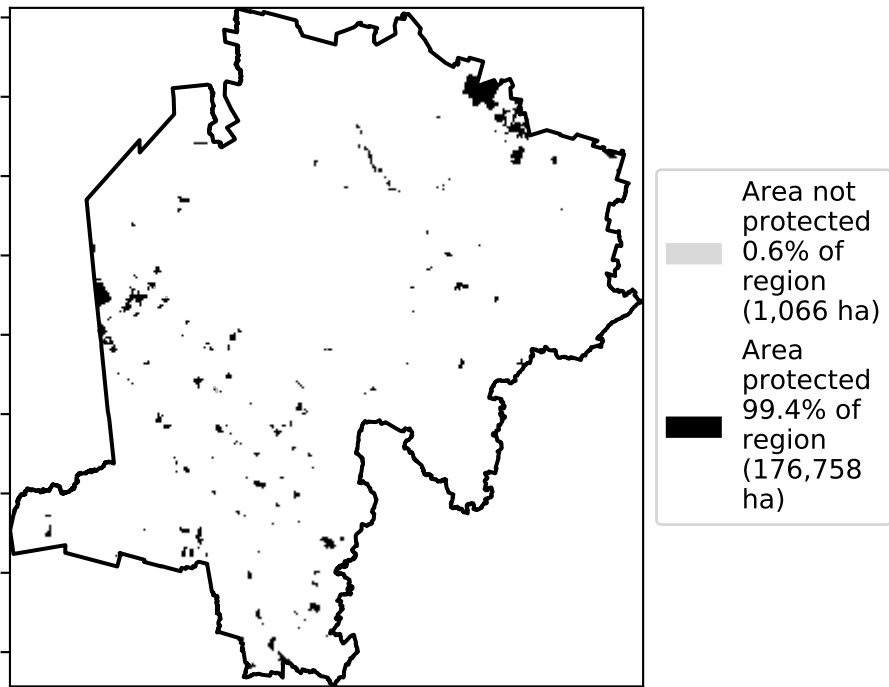 Area not
protected
0.6% of
region
(1,066 ha)
Area
protected
99.4% of
region
(176,758
ha)